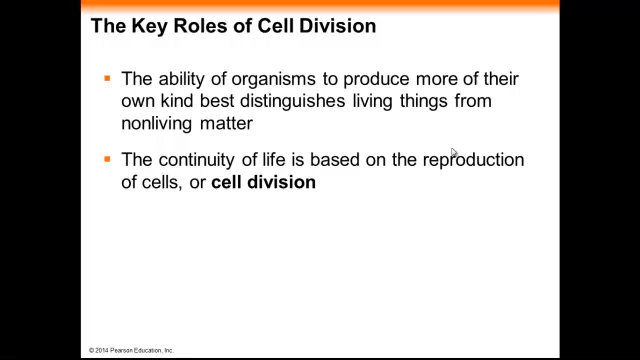 The Key Roles of Cell Division
The ability of organisms to produce more of their
own kind best distinguishes living things from
nonliving matter
The continuity of life is based on the reproduction
of cells, or cell division
© 2014 Pearson Education, Inc.